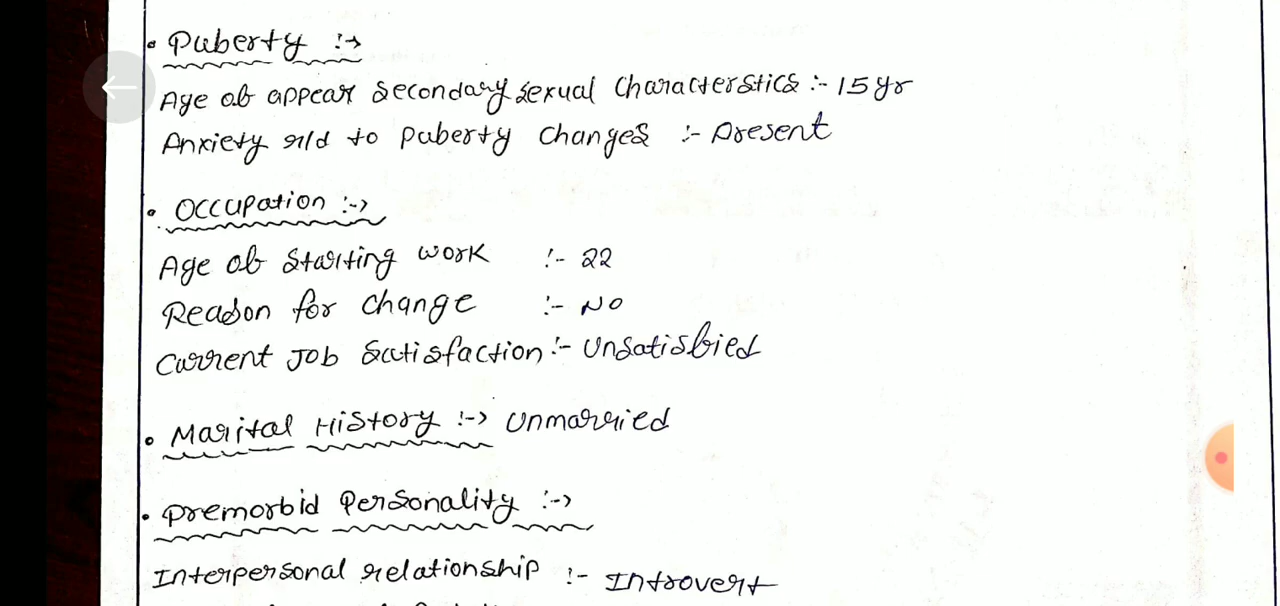 • Puberty :→
Age of appear secondary sexual characterstics :- 15 yr
Anxiety r/d to puberty changes :- Present
• Occupation :->
Age of starting work :- 22
Reason for change :- No
Current Job satisfaction :- Unsatisfied
• Marital History :-> Unmarried
• Premorbid Personality :->
Interpersonal relationship :- Introvert